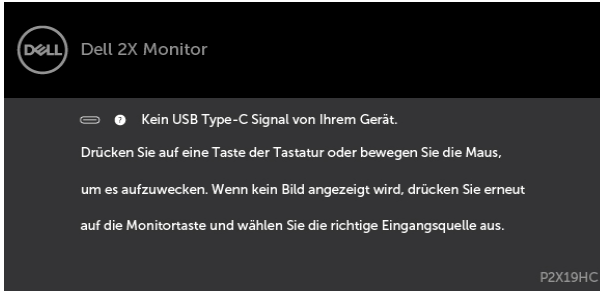 DELL
Dell 2X Monitor
? Kein USB Type-C Signal von Ihrem Gerät.
Drücken Sie auf eine Taste der Tastatur oder bewegen Sie die Maus,
um es aufzuwecken. Wenn kein Bild angezeigt wird, drücken Sie erneut
auf die Monitortaste und wählen Sie die richtige Eingangsquelle aus.
P2X19HC